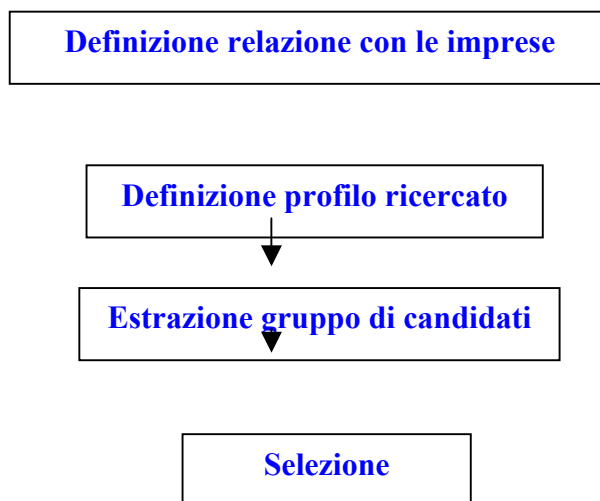 Definizione relazione con le imprese
Definizione profilo ricercato
Estrazione gruppo di candidati
Selezione